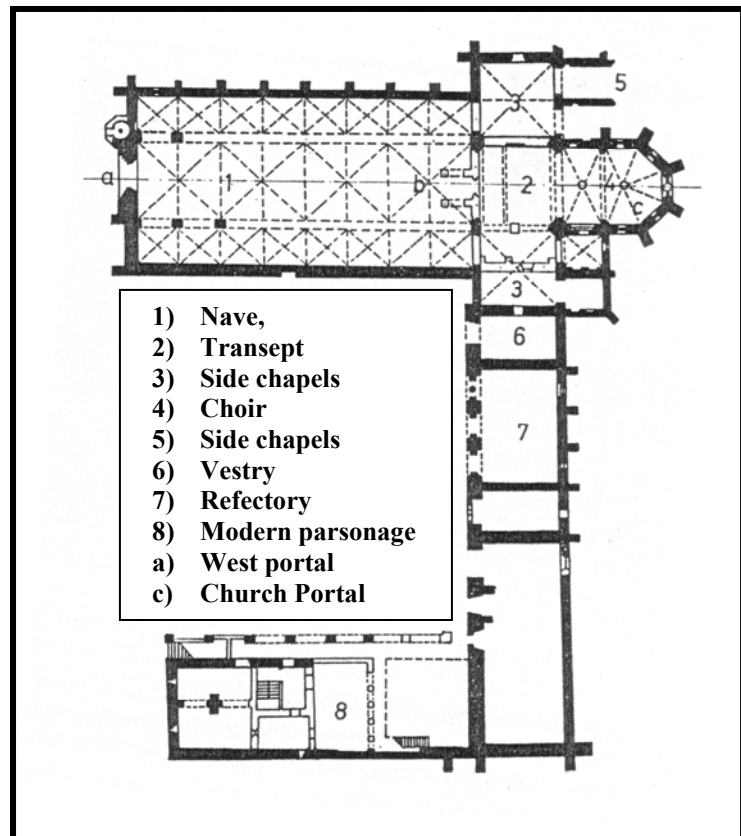 5
3
a
1
b
2
4
c
3
6
7
1) Nave,
2) Transept
3) Side chapels
4) Choir
5) Side chapels
6) Vestry
7) Refectory
8) Modern parsonage
a) West portal
c) Church Portal
8